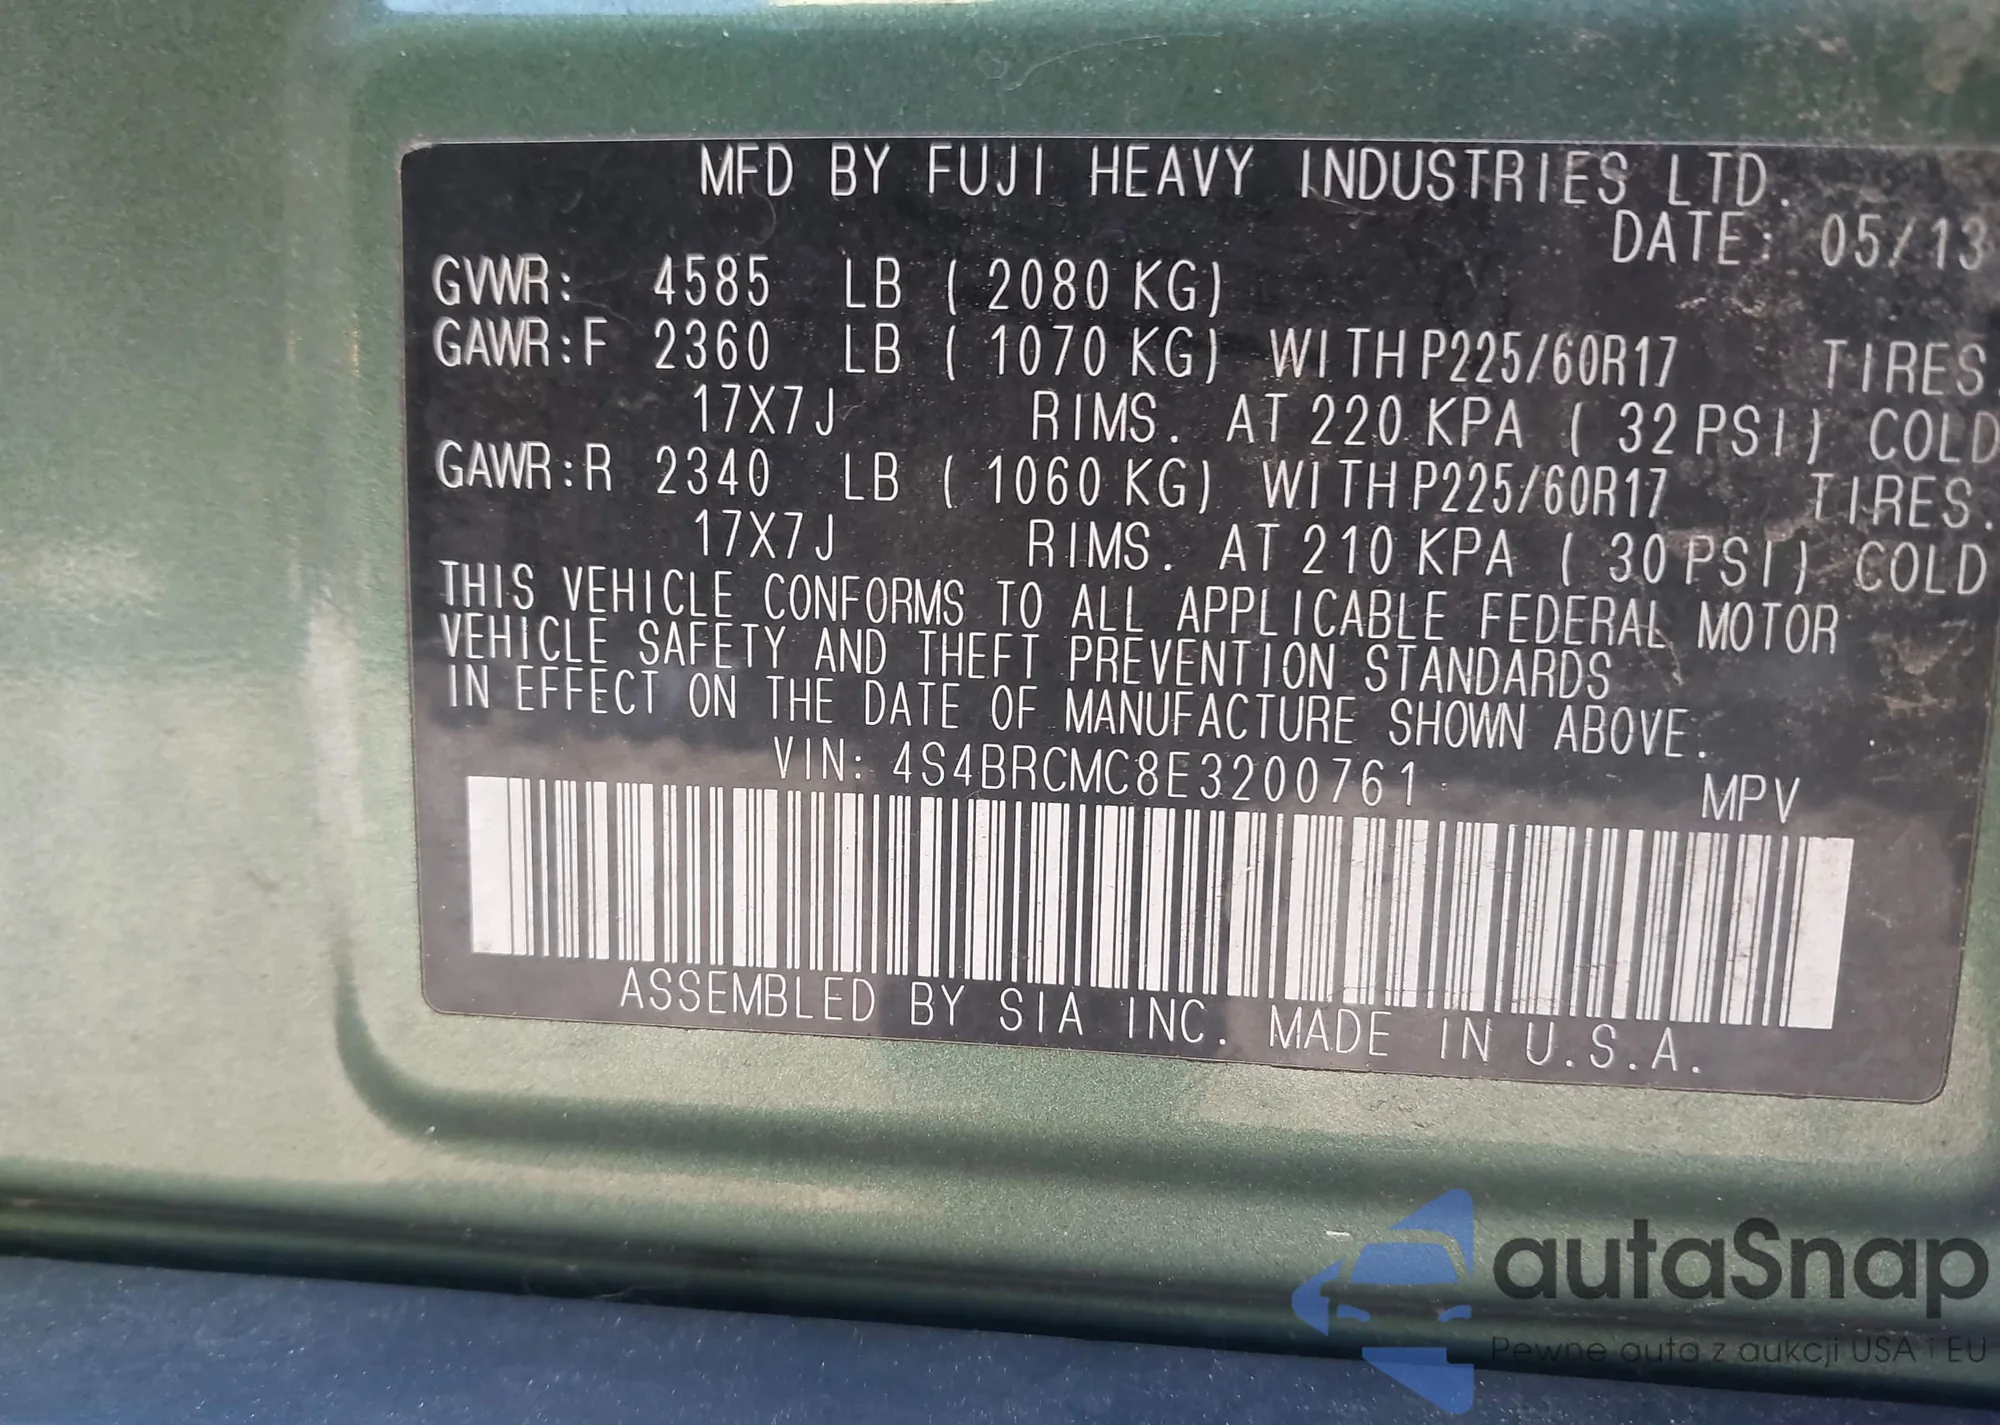 MFD BY FUJI HEAVY INDUSTRIES LTD.
DATE: 05/13
GVWR: 4585 LB ( 2080 KG)
GAWR:F 2360 LB ( 1070 KG) WITH P225/60R17 TIRES.
17X7J RIMS. AT 220 KPA ( 32 PSI) COLD
GAWR:R 2340 LB ( 1060 KG) WITH P225/60R17 TIRES.
17X7J RIMS. AT 210 KPA ( 30 PSI) COLD
THIS VEHICLE CONFORMS TO ALL APPLICABLE FEDERAL MOTOR
VEHICLE SAFETY AND THEFT PREVENTION STANDARDS
IN EFFECT ON THE DATE OF MANUFACTURE SHOWN ABOVE.
VIN: 4S4BRCMC8E3200761 MPV
ASSEMBLED BY SIA INC. MADE IN U.S.A.
autaSnap
Pewne auta z aukcji USA i EU